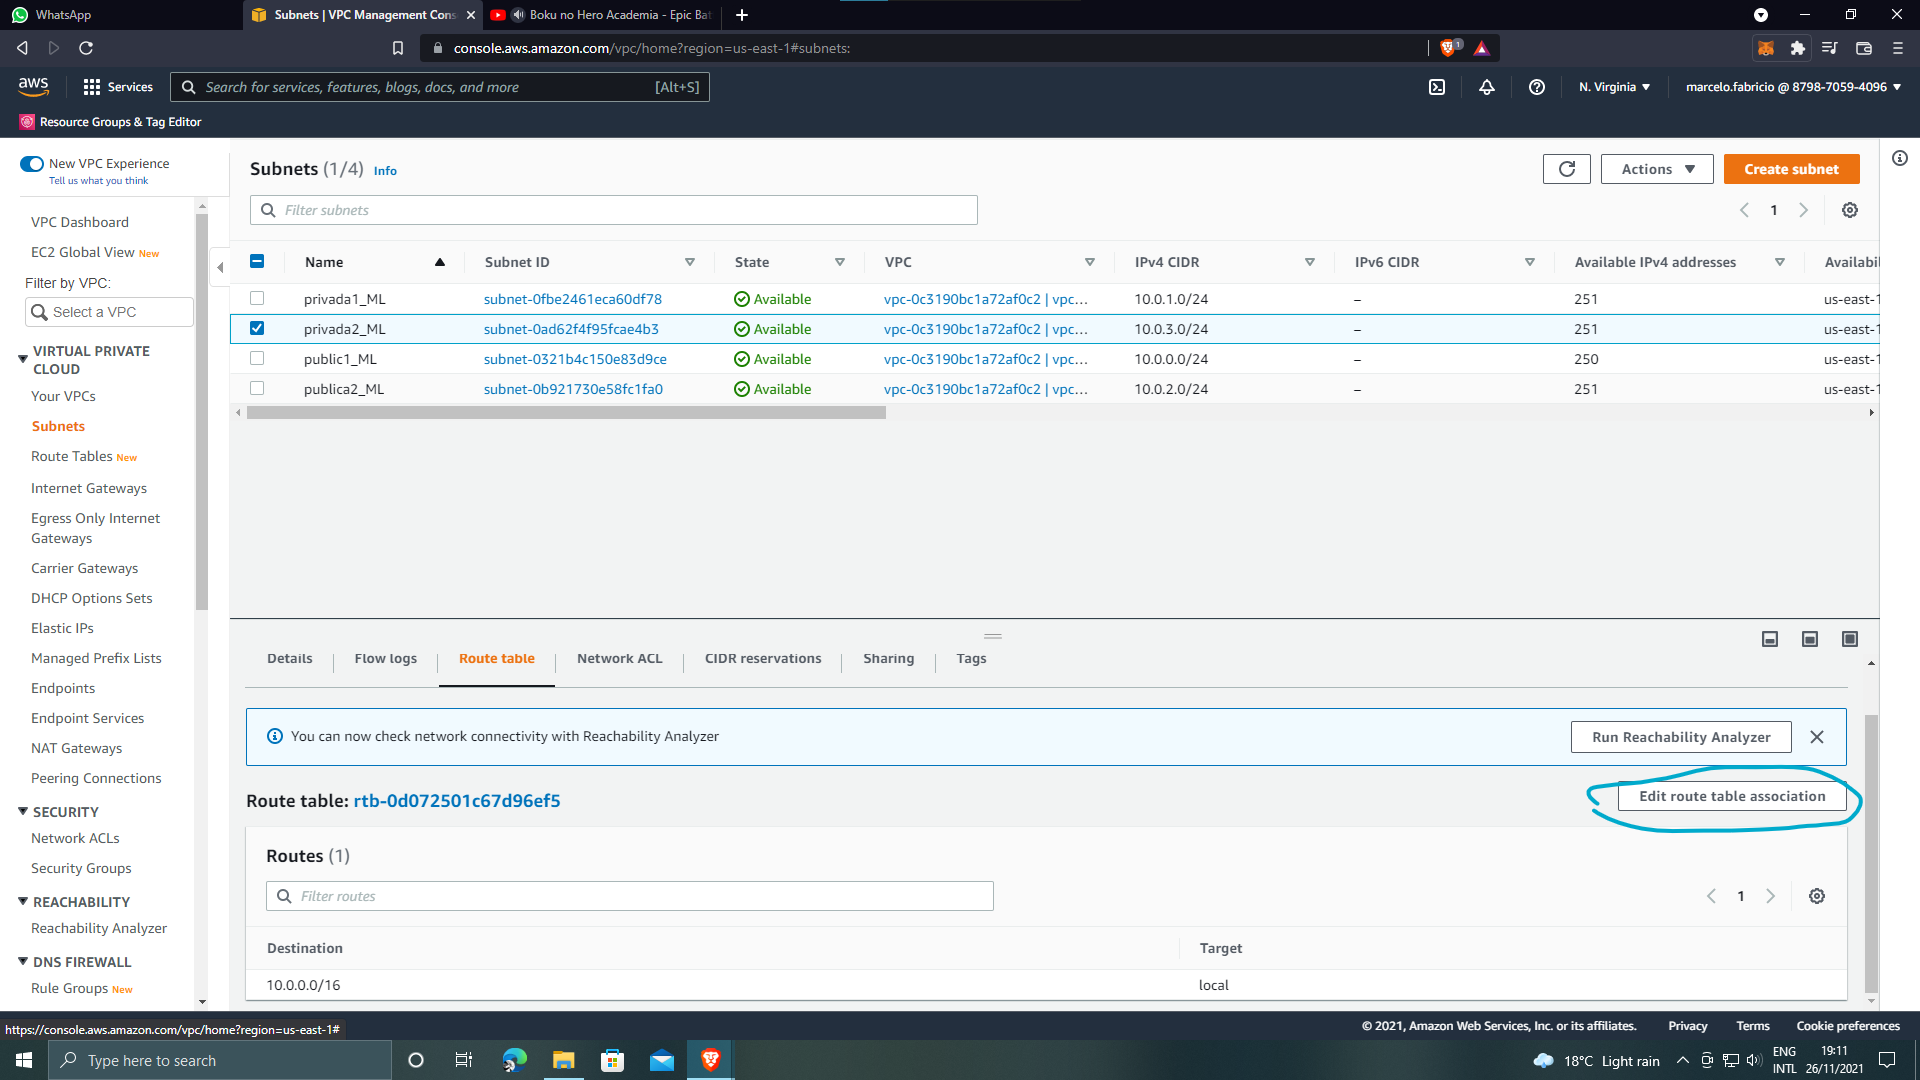 WhatsApp
Subnets | VPC Management Cons
Boku no Hero Academia - Epic Bat
console.aws.amazon.com/vpc/home?region=us-east-1#subnets:
1
aws
Services
Search for services, features, blogs, docs, and more
[Alt+S]
N. Virginia
marcelo.fabricio @ 8798-7059-4096
Resource Groups & Tag Editor
New VPC Experience
Tell us what you think
VPC Dashboard
EC2 Global View New
Filter by VPC:
Select a VPC
VIRTUAL PRIVATE
CLOUD
Your VPCs
Subnets
Route Tables New
Internet Gateways
Egress Only Internet
Gateways
Carrier Gateways
DHCP Options Sets
Elastic IPs
Managed Prefix Lists
Endpoints
Endpoint Services
NAT Gateways
Peering Connections
SECURITY
Network ACLs
Security Groups
REACHABILITY
Reachability Analyzer
DNS FIREWALL
Rule Groups New
Subnets (1/4) Info
Actions
Create subnet
Filter subnets
1
Name Subnet ID State VPC IPv4 CIDR IPv6 CIDR Available IPv4 addresses Availabil
privada1_ML subnet-0fbe2461eca60df78 Available vpc-0c3190bc1a72af0c2 | vpc... 10.0.1.0/24 – 251 us-east-1
privada2_ML subnet-0ad62f4f95fcae4b3 Available vpc-0c3190bc1a72af0c2 | vpc... 10.0.3.0/24 – 251 us-east-1
public1_ML subnet-0321b4c150e83d9ce Available vpc-0c3190bc1a72af0c2 | vpc... 10.0.0.0/24 – 250 us-east-1
publica2_ML subnet-0b921730e58fc1fa0 Available vpc-0c3190bc1a72af0c2 | vpc... 10.0.2.0/24 – 251 us-east-1
Details Flow logs Route table Network ACL CIDR reservations Sharing Tags
You can now check network connectivity with Reachability Analyzer
Run Reachability Analyzer
Route table: rtb-0d072501c67d96ef5
Edit route table association
Routes (1)
Filter routes
1
Destination Target
10.0.0.0/16 local
https://console.aws.amazon.com/vpc/home?region=us-east-1#
© 2021, Amazon Web Services, Inc. or its affiliates. Privacy Terms Cookie preferences
Type here to search
18°C Light rain
ENG
INTL
19:11
26/11/2021